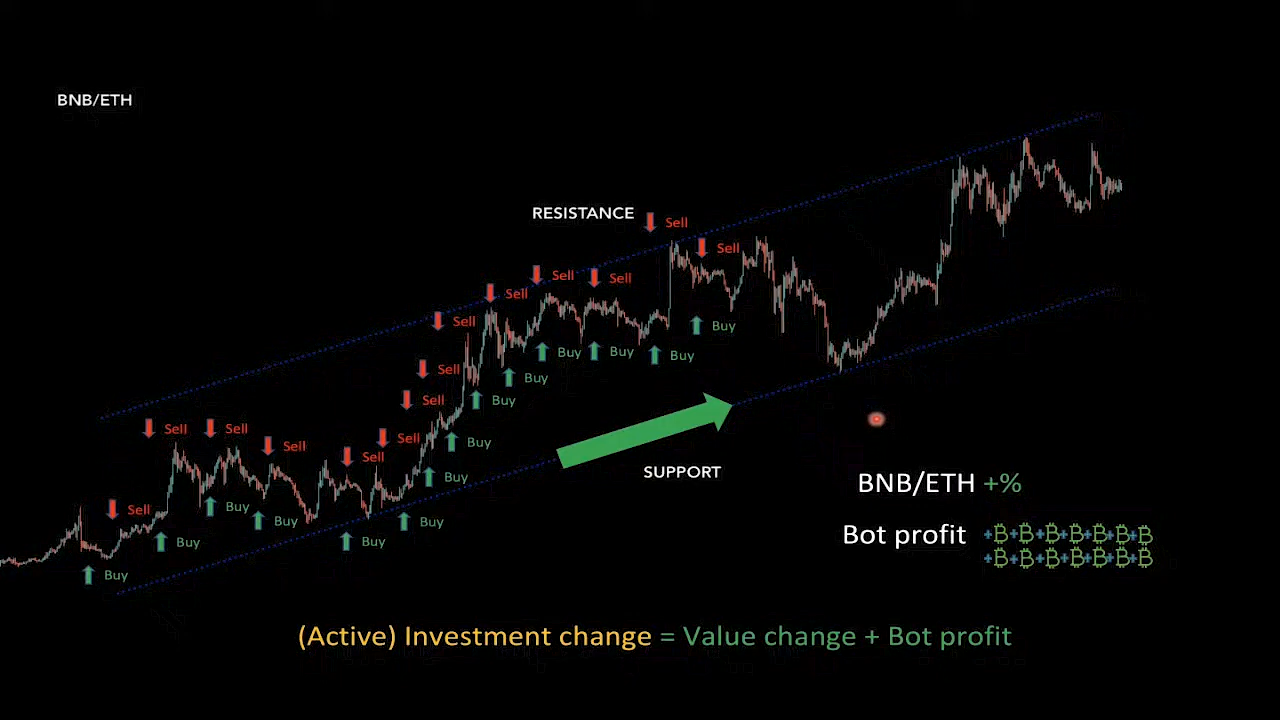 BNB/ETH
RESISTANCE
Sell
Sell
Sell
Sell
Sell
Sell
Buy
Buy
Buy
Buy
Sell
Buy
Sell
Buy
Sell
Sell
Sell
Sell
Buy
Sell
Sell
SUPPORT
Buy
BNB/ETH +%
Buy
Sell
Buy
Buy
Bot profit +₿+₿+₿+₿+₿+₿+₿
+₿+₿+₿+₿+₿+₿+₿
Buy
Buy
Buy
(Active) Investment change = Value change + Bot profit